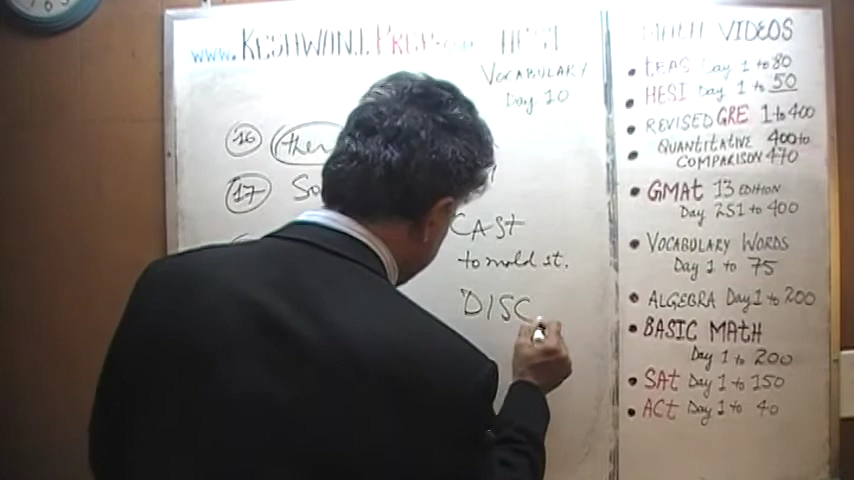 www. KESHWANI PREP HESI
VOCABULARY
Day 10
16 then
17 So
CAST
to mold st.
DISC
MATH VIDEOS
TEAS Day 1 to 80
HESI Day 1 to 50
REVISED GRE 1 to 400
QUANTITATIVE 400 to
COMPARISON 470
GMAT 13 EDITION
Day 251 to 400
VOCABULARY WORDS
Day 1 to 75
ALGEBRA Day 1 to 200
BASIC MATH
Day 1 to 200
SAT Day 1 to 150
ACT Day 1 to 40